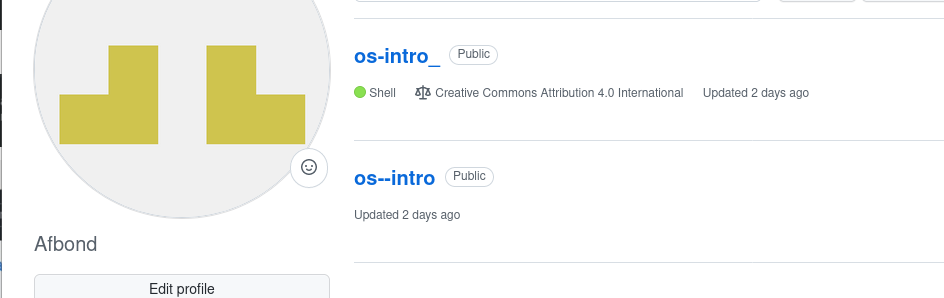 os-intro_ Public
Shell Creative Commons Attribution 4.0 International Updated 2 days ago
os--intro Public
Updated 2 days ago
Afbond
Edit profile